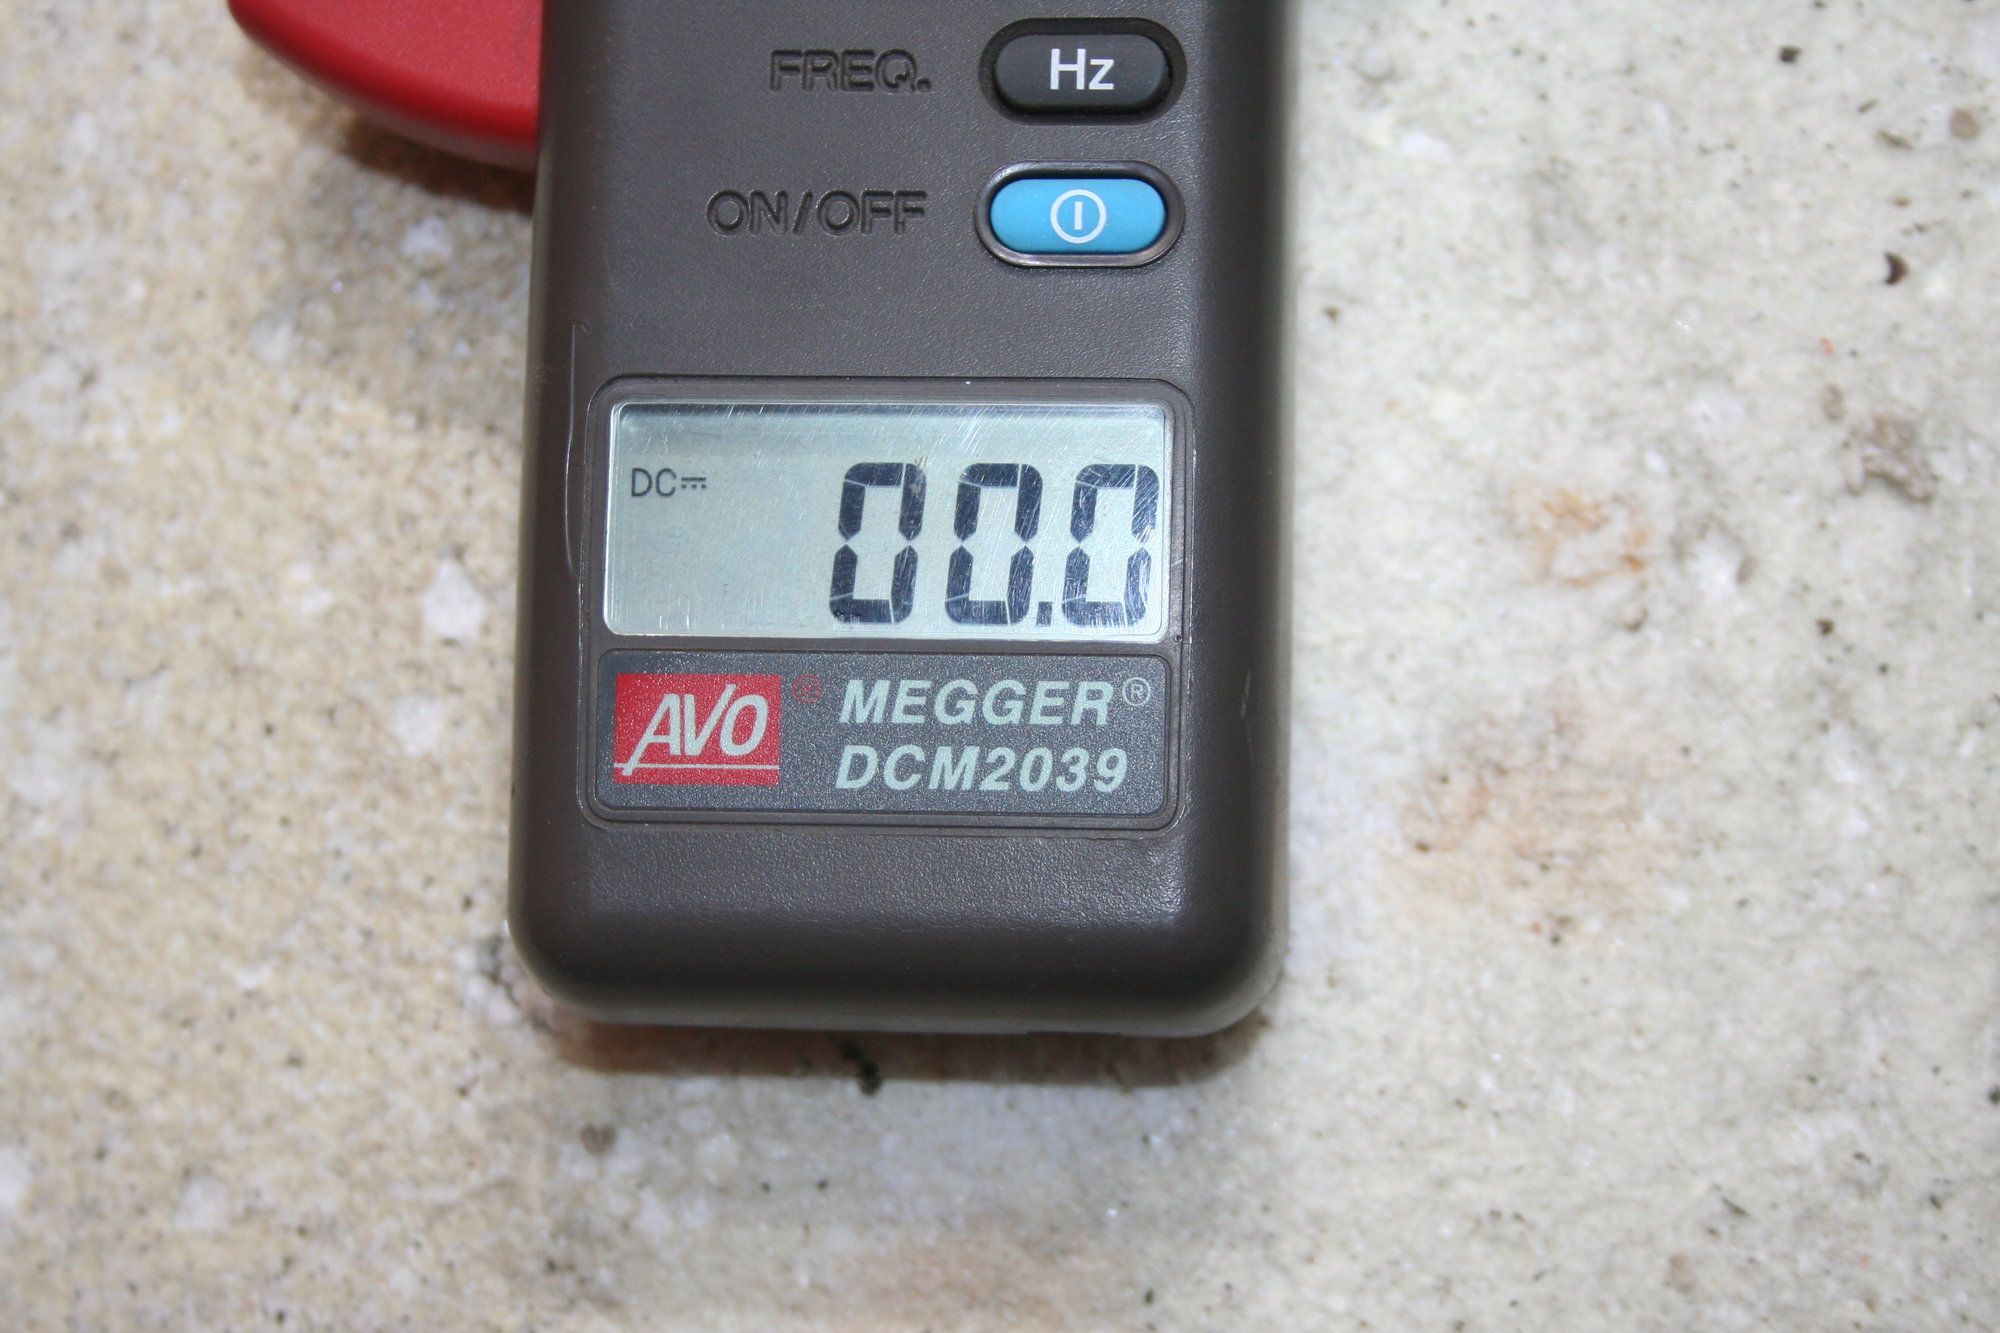 FREQ. Hz
ON/OFF
DC
00.0
AVO ® MEGGER®
DCM2039